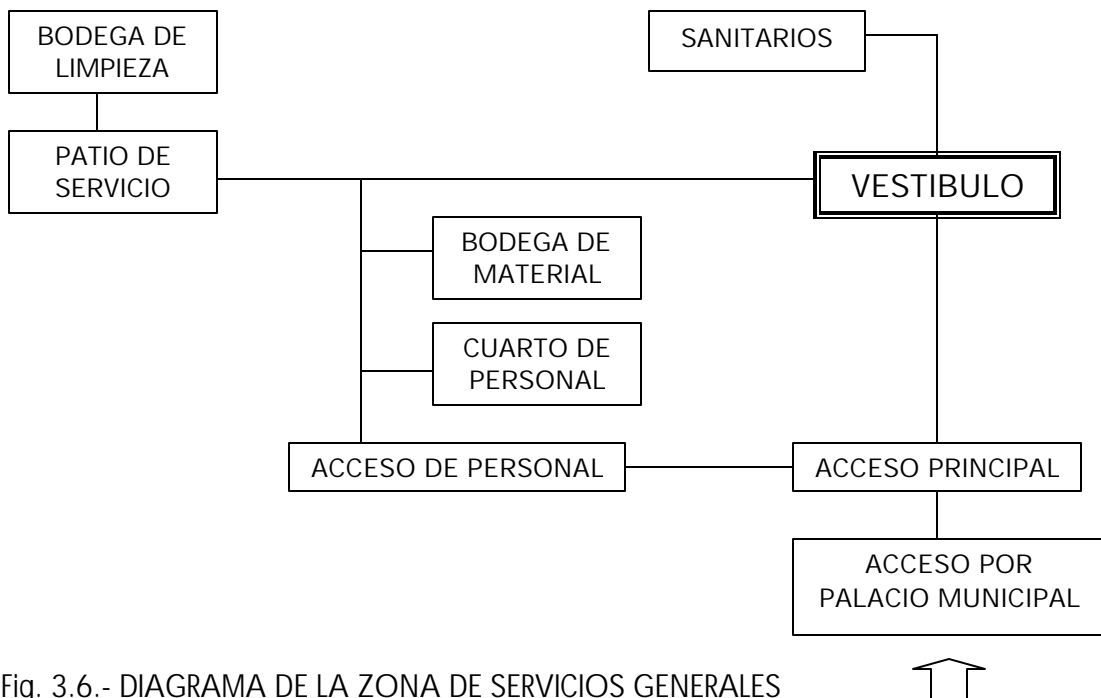 BODEGA DE
LIMPIEZA
SANITARIOS
PATIO DE
SERVICIO
VESTIBULO
BODEGA DE
MATERIAL
CUARTO DE
PERSONAL
ACCESO DE PERSONAL
ACCESO PRINCIPAL
ACCESO POR
PALACIO MUNICIPAL
Fig. 3.6.- DIAGRAMA DE LA ZONA DE SERVICIOS GENERALES